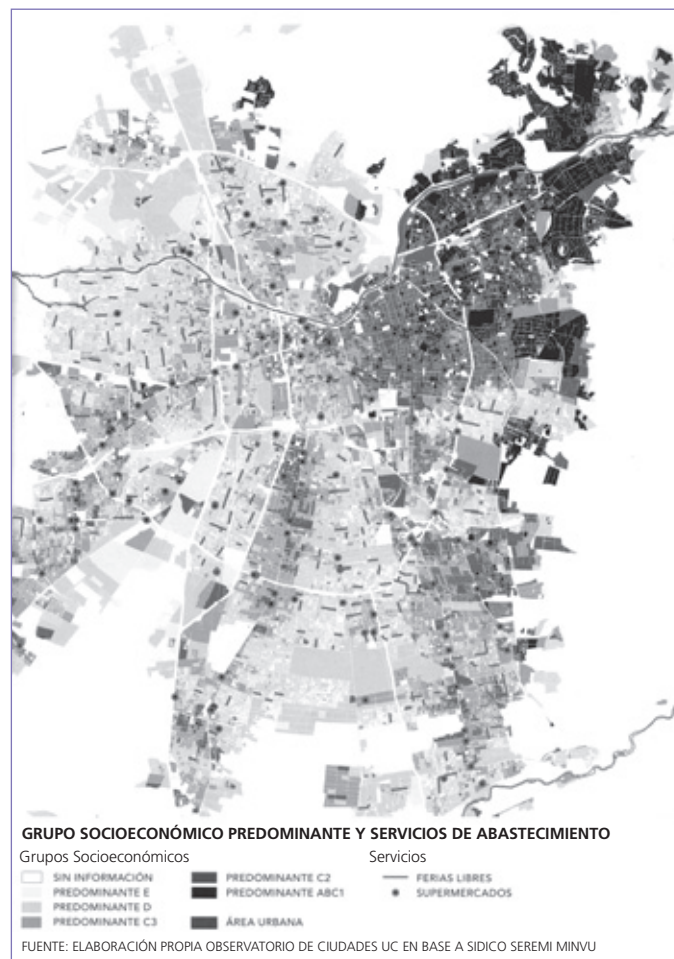 GRUPO SOCIOECONÓMICO PREDOMINANTE Y SERVICIOS DE ABASTECIMIENTO
Grupos Socioeconómicos
Servicios
SIN INFORMACIÓN
PREDOMINANTE E
PREDOMINANTE D
PREDOMINANTE C3
PREDOMINANTE C2
PREDOMINANTE ABC1
ÁREA URBANA
FERIAS LIBRES
SUPERMERCADOS
FUENTE: ELABORACIÓN PROPIA OBSERVATORIO DE CIUDADES UC EN BASE A SIDICO SEREMI MINVU